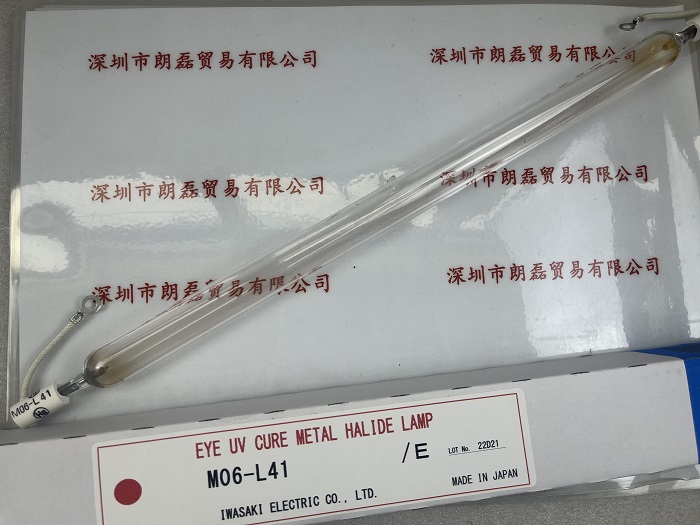 深圳市朗磊贸易有限公司
深圳市朗磊贸易有限公司
深圳市朗磊贸易有限公司
深圳市朗磊贸易有限公司
深圳市朗磊贸易有限公司
深圳市朗磊贸易有限公司
M06-L41
Hg
EYE UV CURE METAL HALIDE LAMP
M06-L41
/E
LOT No. 22D21
MADE IN JAPAN
IWASAKI ELECTRIC CO., LTD.